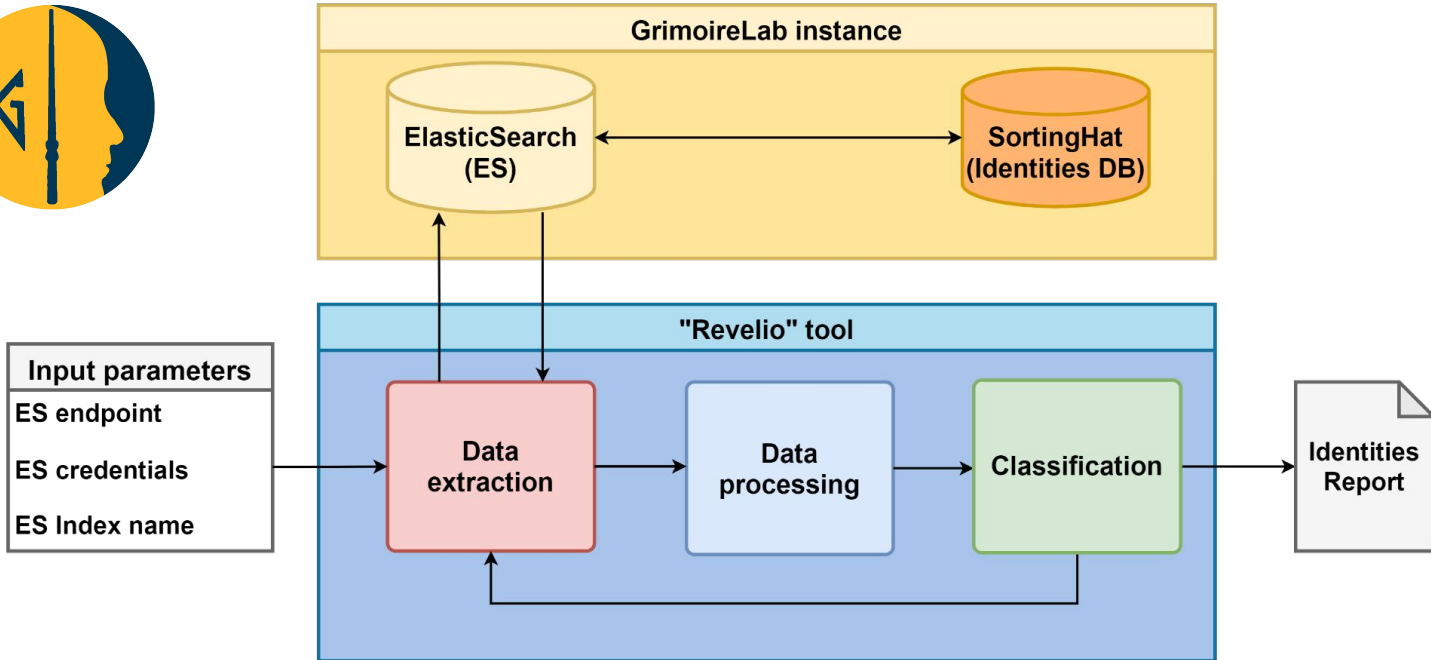 G
GrimoireLab instance
ElasticSearch
(ES)
SortingHat
(Identities DB)
"Revelio" tool
Input parameters
ES endpoint
ES credentials
ES Index name
Data
extraction
Data
processing
Classification
Identities
Report